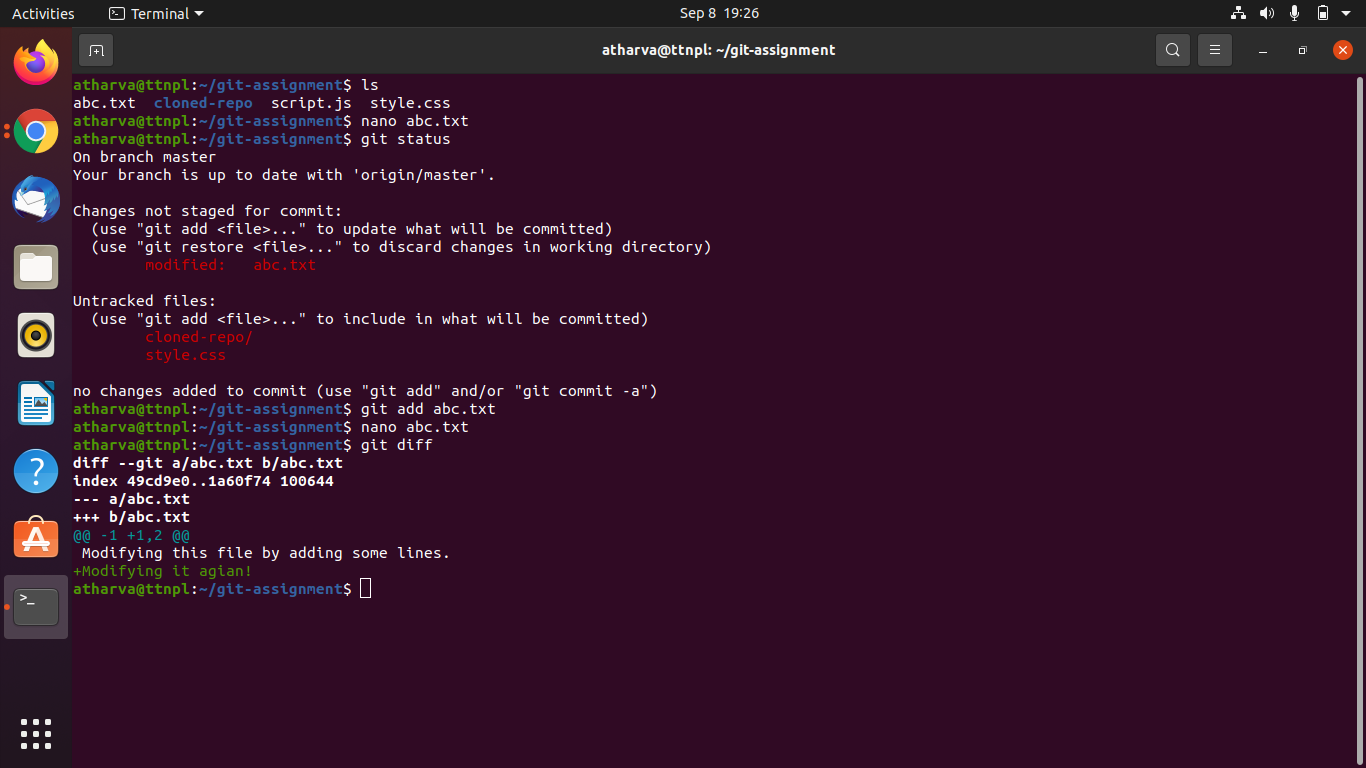 Activities Terminal Sep 8 19:26
atharva@ttnpl: ~/git-assignment
atharva@ttnpl:~/git-assignment$ ls
abc.txt  cloned-repo  script.js  style.css
atharva@ttnpl:~/git-assignment$ nano abc.txt
atharva@ttnpl:~/git-assignment$ git status
On branch master
Your branch is up to date with 'origin/master'.
Changes not staged for commit:
  (use "git add <file>..." to update what will be committed)
  (use "git restore <file>..." to discard changes in working directory)
        modified:   abc.txt
Untracked files:
  (use "git add <file>..." to include in what will be committed)
        cloned-repo/
        style.css
no changes added to commit (use "git add" and/or "git commit -a")
atharva@ttnpl:~/git-assignment$ git add abc.txt
atharva@ttnpl:~/git-assignment$ nano abc.txt
atharva@ttnpl:~/git-assignment$ git diff
diff --git a/abc.txt b/abc.txt
index 49cd9e0..1a60f74 100644
--- a/abc.txt
+++ b/abc.txt
@@ -1 +1,2 @@
 Modifying this file by adding some lines.
+Modifying it agian!
atharva@ttnpl:~/git-assignment$